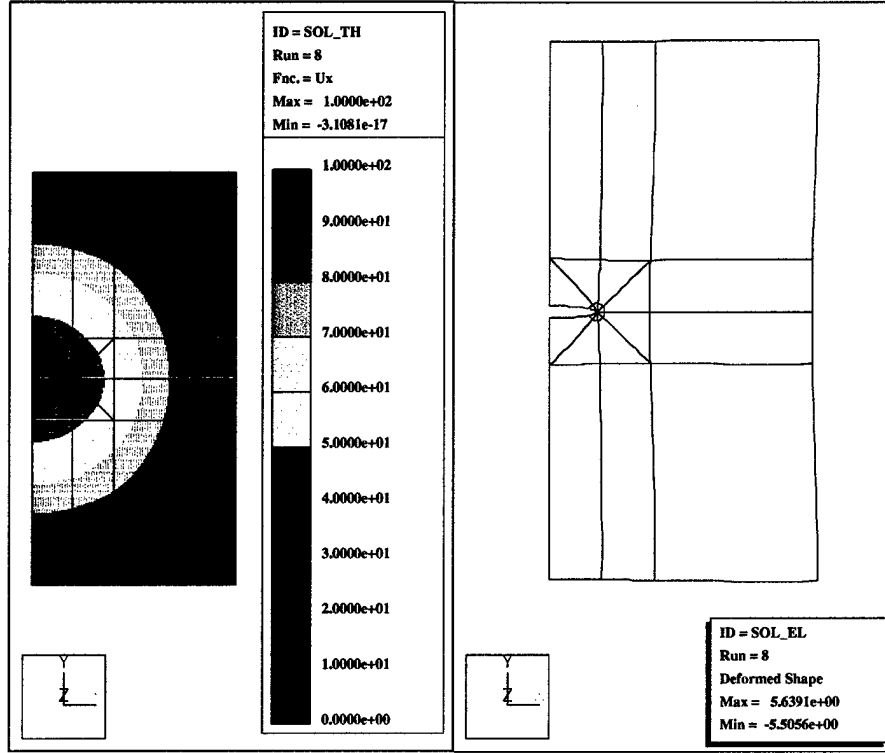 ID = SOL_TH
Run = 8
Fnc. = Ux
Max = 1.0000e+02
Min = -3.1081e-17
1.0000e+02
9.0000e+01
8.0000e+01
7.0000e+01
6.0000e+01
5.0000e+01
4.0000e+01
3.0000e+01
2.0000e+01
1.0000e+01
0.0000e+00
Y
Z
Y
Z
ID = SOL_EL
Run = 8
Deformed Shape
Max = 5.6391e+00
Min = -5.5056e+00